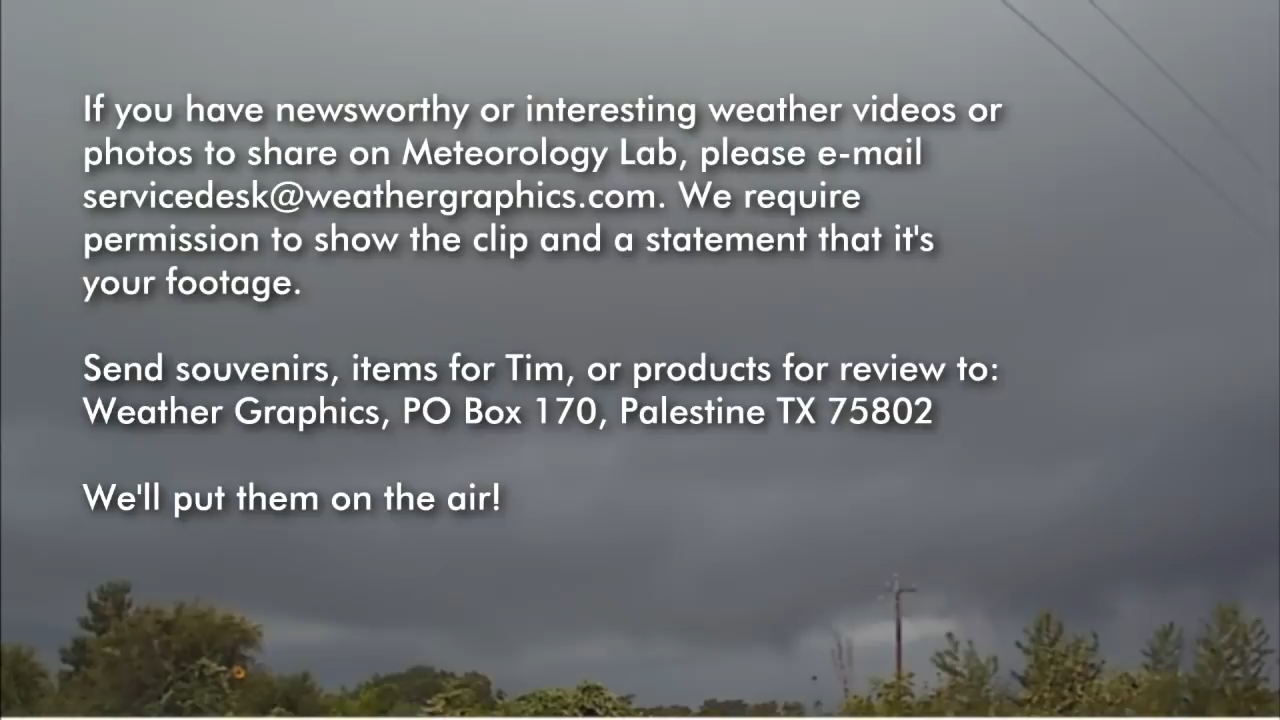 If you have newsworthy or interesting weather videos or
photos to share on Meteorology Lab, please e-mail
servicedesk@weathergraphics.com. We require
permission to show the clip and a statement that it's
your footage.
Send souvenirs, items for Tim, or products for review to:
Weather Graphics, PO Box 170, Palestine TX 75802
We'll put them on the air!